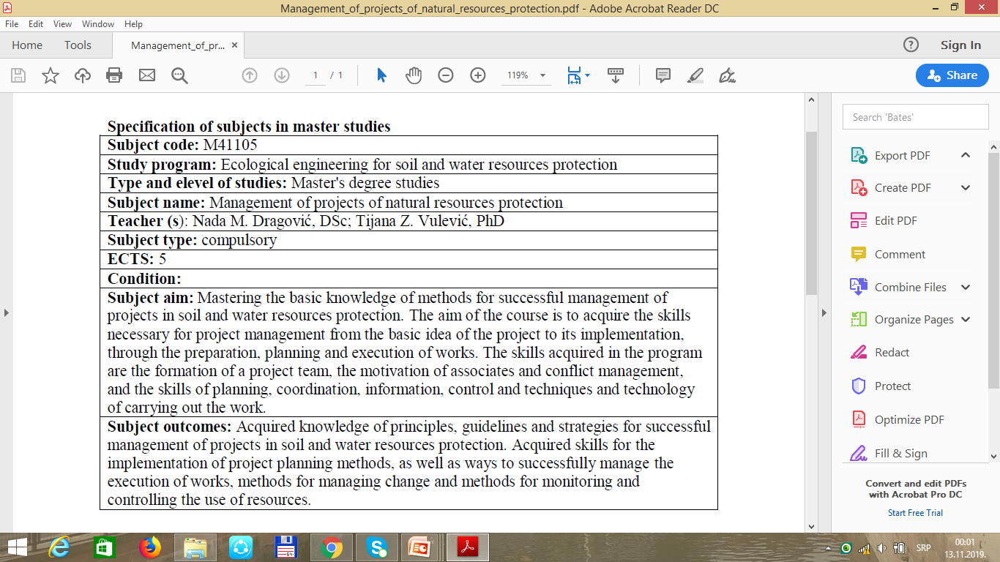 Management_of_projects_of_natural_resources_protection.pdf - Adobe Acrobat Reader DC
File Edit View Window Help
Home Tools Management_of_pr... × Sign In
1 / 1 119% Share
Specification of subjects in master studies
Subject code: M41105
Study program: Ecological engineering for soil and water resources protection
Type and elevel of studies: Master's degree studies
Subject name: Management of projects of natural resources protection
Teacher (s): Nada M. Dragović, DSc; Tijana Z. Vulević, PhD
Subject type: compulsory
ECTS: 5
Condition:
Subject aim: Mastering the basic knowledge of methods for successful management of
projects in soil and water resources protection. The aim of the course is to acquire the skills
necessary for project management from the basic idea of the project to its implementation,
through the preparation, planning and execution of works. The skills acquired in the program
are the formation of a project team, the motivation of associates and conflict management,
and the skills of planning, coordination, information, control and techniques and technology
of carrying out the work.
Subject outcomes: Acquired knowledge of principles, guidelines and strategies for successful
management of projects in soil and water resources protection. Acquired skills for the
implementation of project planning methods, as well as ways to successfully manage the
execution of works, methods for managing change and methods for monitoring and
controlling the use of resources.
Search 'Bates'
Export PDF
Create PDF
Edit PDF
Comment
Combine Files
Organize Pages
Redact
Protect
Optimize PDF
Fill & Sign
Convert and edit PDFs
with Acrobat Pro DC
Start Free Trial
64
SRP
00:01
13.11.2019.